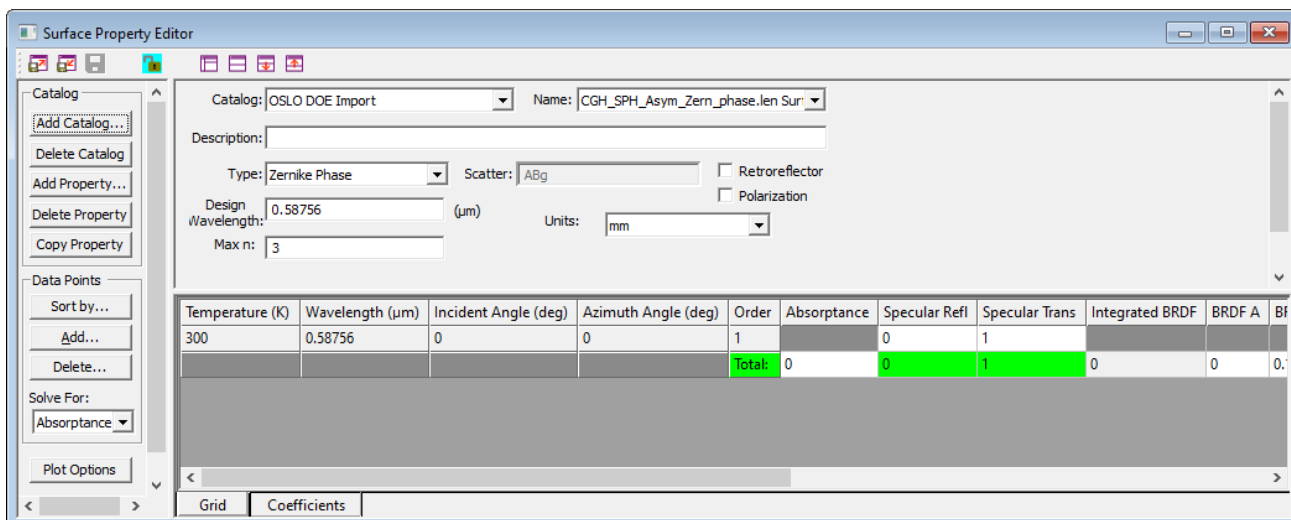 Surface Property Editor
Catalog
Add Catalog...
Delete Catalog
Add Property...
Delete Property
Copy Property
Data Points
Sort by...
Add...
Delete...
Solve For:
Absorptance
Plot Options
Catalog: OSLO DOE Import Name: CGH_SPH_Asym_Zern_phase.len Sur
Description:
Type: Zernike Phase Scatter: ABg Retroreflector
Polarization
Design Wavelength: 0.58756 (µm) Units: mm
Max n: 3
Temperature (K) Wavelength (µm) Incident Angle (deg) Azimuth Angle (deg) Order Absorptance Specular Refl Specular Trans Integrated BRDF BRDF A
300 0.58756 0 0 1 0 1
Total: 0 0 1 0 0 0.
Grid Coefficients